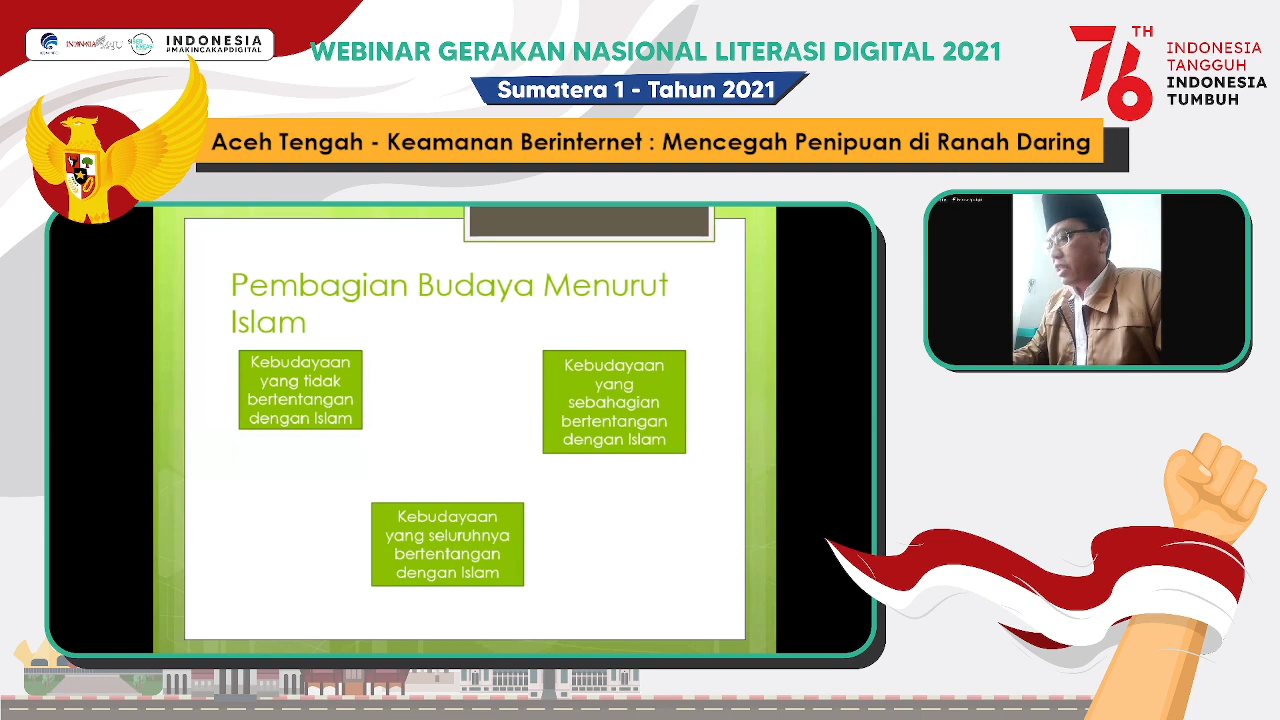 INDONESIA
#MAKINCAKAPDIGITAL
WEBINAR GERAKAN NASIONAL LITERASI DIGITAL 2021
Sumatera 1 - Tahun 2021
76 TH
INDONESIA
TANGGUH
INDONESIA
TUMBUH
Aceh Tengah - Keamanan Berinternet : Mencegah Penipuan di Ranah Daring
Pembagian Budaya Menurut
Islam
Kebudayaan
yang tidak
bertentangan
dengan Islam
Kebudayaan
yang
sebahagian
bertentangan
dengan Islam
Kebudayaan
yang seluruhnya
bertentangan
dengan Islam